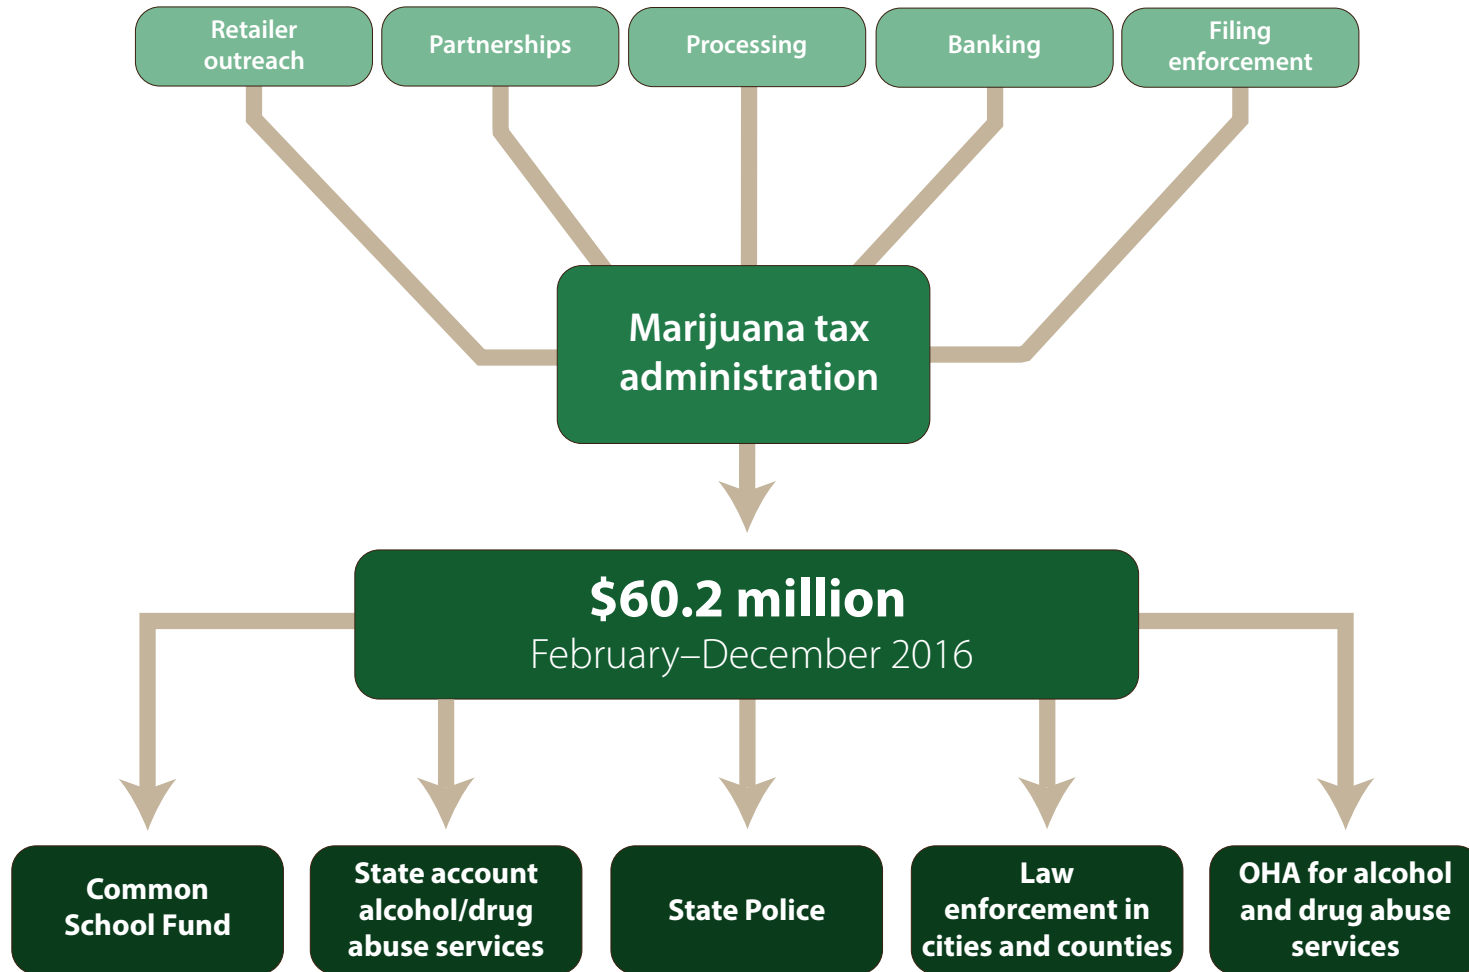 Retailer
outreach
Partnerships
Processing
Banking
Filing
enforcement
Marijuana tax
administration
$60.2 million
February–December 2016
Common
School Fund
State account
alcohol/drug
abuse services
State Police
Law
enforcement in
cities and counties
OHA for alcohol
and drug abuse
services